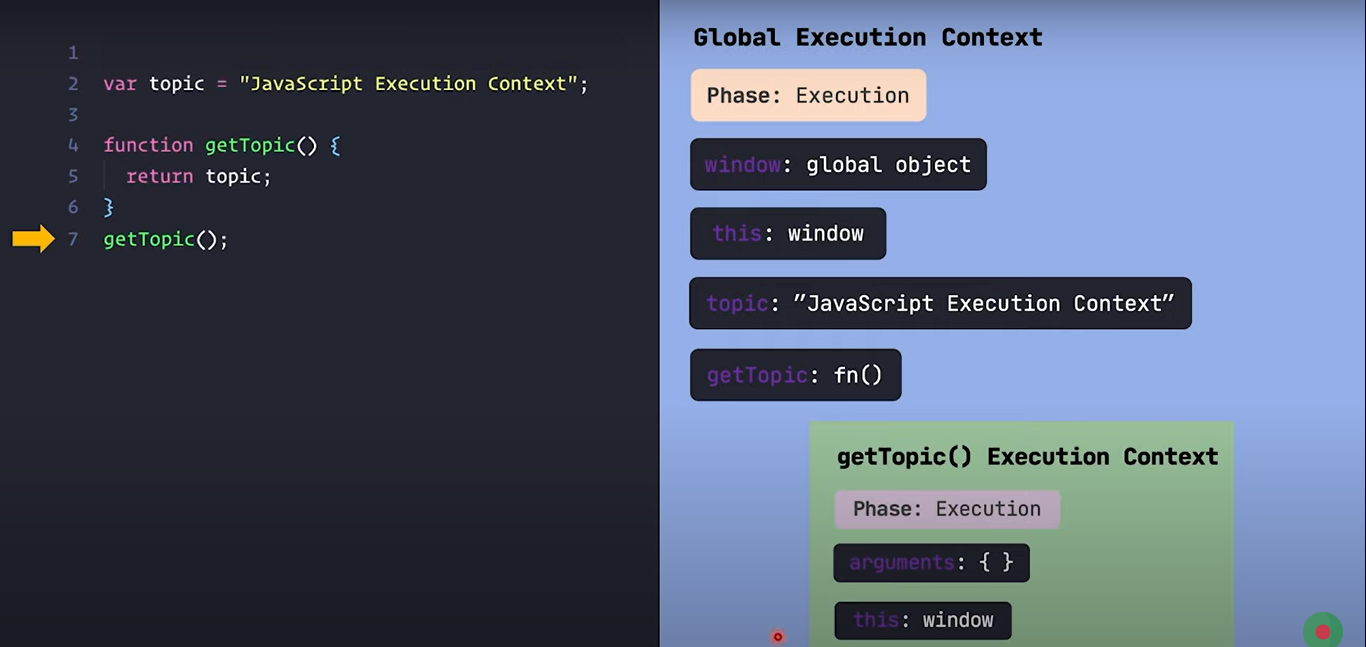 1
2 var topic = "JavaScript Execution Context";
3
4 function getTopic() {
5 return topic;
6 }
7 getTopic();
Global Execution Context
Phase: Execution
window: global object
this: window
topic: ”JavaScript Execution Context”
getTopic: fn()
getTopic() Execution Context
Phase: Execution
arguments: { }
this: window